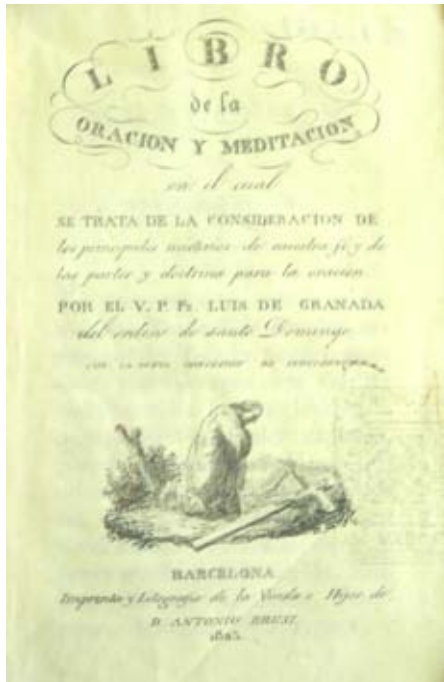 LIBRO
de la
ORACION Y MEDITACION
en el cual
SE TRATA DE LA CONSIDERACION DE
los principales misterios de nuestra fe y de
las partes y doctrina para la oracion.
POR EL V. P. Fr. LUIS DE GRANADA
del orden de santo Domingo
BARCELONA
Imprenta y Litografia de la Viuda e Hijos de
D. ANTONIO BRUSI.